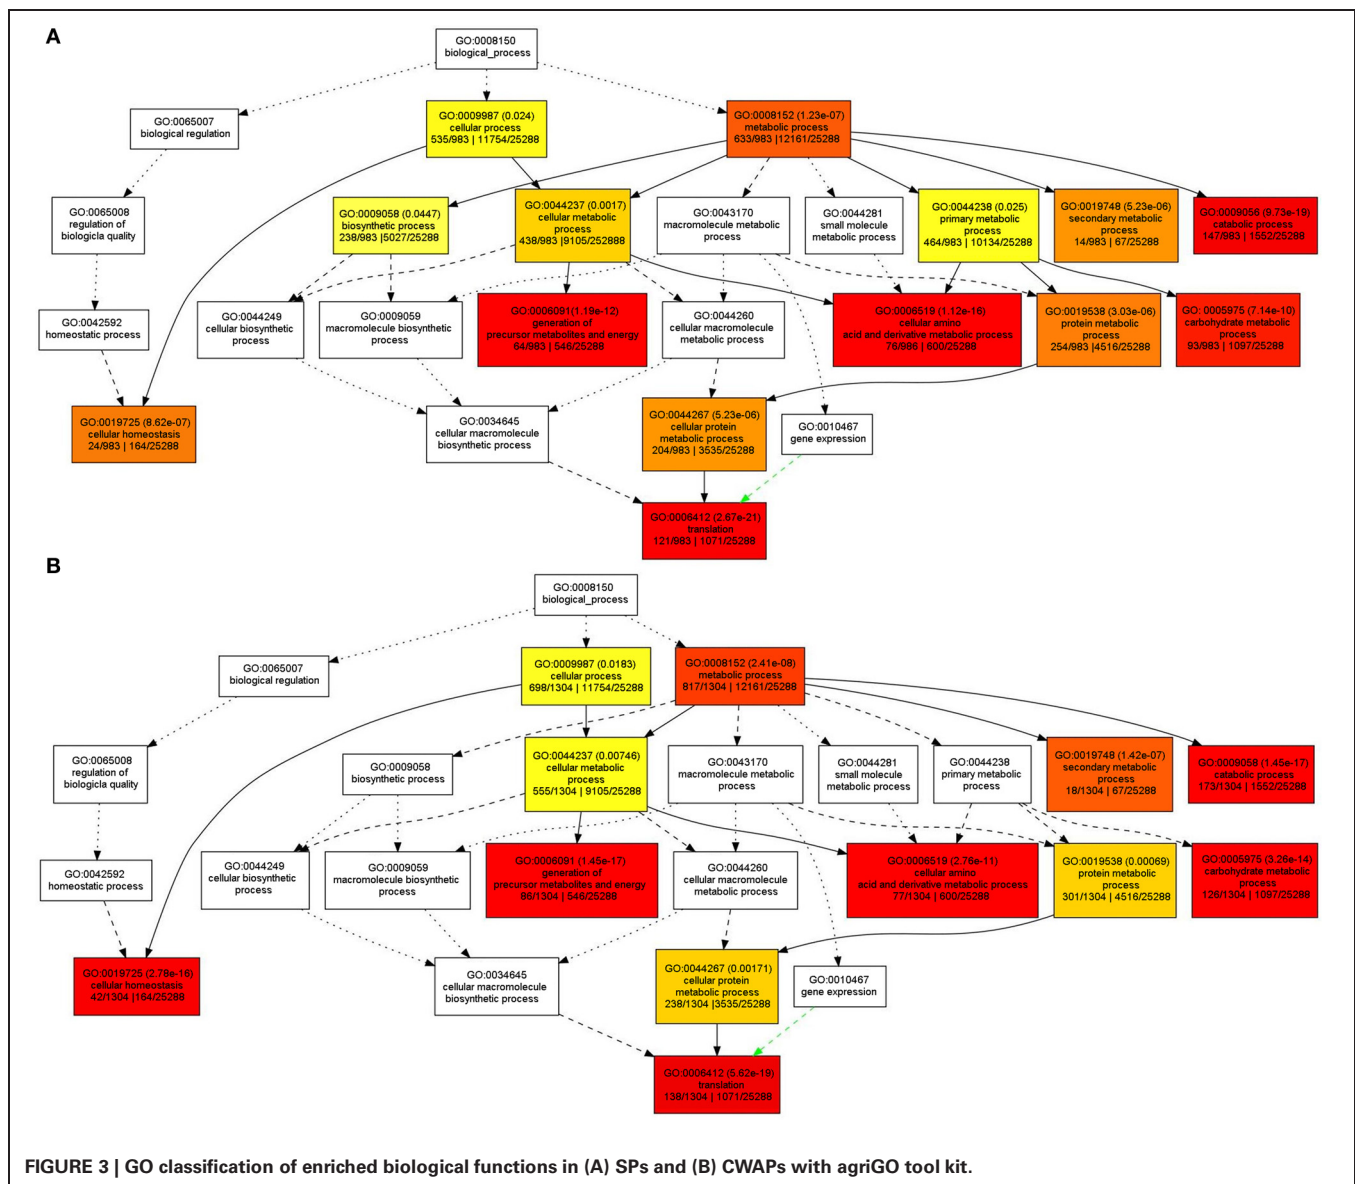 A
GO:0008150
biological_process
GO:0065007
biological regulation
GO:0009987 (0.024)
cellular process
535/983 | 11754/25288
GO:0008152 (1.23e-07)
metabolic process
633/983 |12161/25288
GO:0065008
regulation of
biologicla quality
GO:0009058 (0.0447)
biosynthetic process
238/983 |5027/25288
GO:0044237 (0.0017)
cellular metabolic
process
438/983 |9105/252888
GO:0043170
macromolecule metabolic
process
GO:0044281
small molecule
metabolic process
GO:0044238 (0.025)
primary metabolic
process
464/983 | 10134/25288
GO:0019748 (5.23e-06)
secondary metabolic
process
14/983 | 67/25288
GO:0009056 (9.73e-19)
catabolic process
147/983 | 1552/25288
GO:0042592
homeostatic process
GO:0044249
cellular biosynthetic
process
GO:0009059
macromolecule biosynthetic
process
GO:0006091(1.19e-12)
generation of
precursor metabolites and energy
64/983 | 546/25288
GO:0044260
cellular macromolecule
metabolic process
GO:0006519 (1.12e-16)
cellular amino
acid and derivative metabolic process
76/986 | 600/25288
GO:0019538 (3.03e-06)
protein metabolic
process
254/983 |4516/25288
GO:0005975 (7.14e-10)
carbohydrate metabolic
process
93/983 | 1097/25288
GO:0019725 (8.62e-07)
cellular homeostasis
24/983 | 164/25288
GO:0034645
cellular macromolecule
biosynthetic process
GO:0044267 (5.23e-06)
cellular protein
metabolic process
204/983 | 3535/25288
GO:0010467
gene expression
GO:0006412 (2.67e-21)
translation
121/983 | 1071/25288
B
GO:0008150
biological_process
GO:0065007
biological regulation
GO:0009987 (0.0183)
cellular process
698/1304 | 11754/25288
GO:0008152 (2.41e-08)
metabolic process
817/1304 | 12161/25288
GO:0065008
regulation of
biologicla quality
GO:0009058
biosynthetic process
GO:0044237 (0.00746)
cellular metabolic
process
555/1304 | 9105/25288
GO:0043170
macromolecule metabolic
process
GO:0044281
small molecule
metabolic process
GO:0044238
primary metabolic
process
GO:0019748 (1.42e-07)
secondary metabolic
process
18/1304 | 67/25288
GO:0009058 (1.45e-17)
catabolic process
173/1304 | 1552/25288
GO:0042592
homeostatic process
GO:0044249
cellular biosynthetic
process
GO:0009059
macromolecule biosynthetic
process
GO:0006091 (1.45e-17)
generation of
precursor metabolites and energy
86/1304 | 546/25288
GO:0044260
cellular macromolecule
metabolic process
GO:0006519 (2.76e-11)
cellular amino
acid and derivative metabolic process
77/1304 | 600/25288
GO:0019538 (0.00069)
protein metabolic
process
301/1304 | 4516/25288
GO:0005975 (3.26e-14)
carbohydrate metabolic
process
126/1304 | 1097/25288
GO:0019725 (2.78e-16)
cellular homeostasis
42/1304 |164/25288
GO:0034645
cellular macromolecule
biosynthetic process
GO:0044267 (0.00171)
cellular protein
metabolic process
238/1304 |3535/25288
GO:0010467
gene expression
GO:0006412 (5.62e-19)
translation
138/1304 | 1071/25288
FIGURE 3 | GO classification of enriched biological functions in (A) SPs and (B) CWAPs with agriGO tool kit.